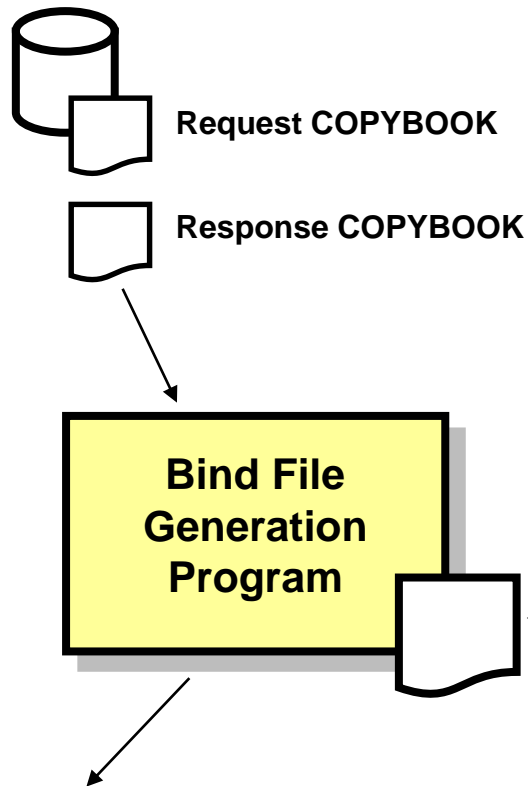 Request COPYBOOK
Response COPYBOOK
Bind File
Generation
Program